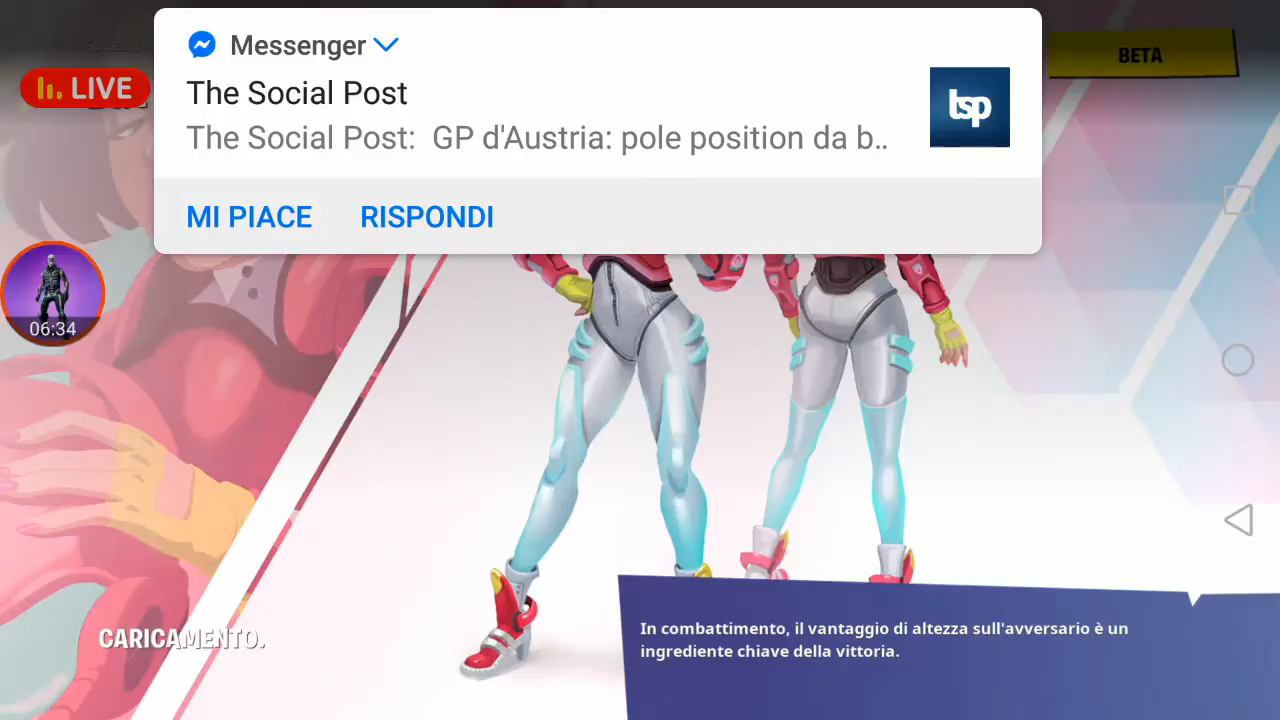 Messenger
BETA
LIVE
The Social Post
The Social Post: GP d'Austria: pole position da b..
tsp
MI PIACE RISPONDI
06:34
CARICAMENTO.
In combattimento, il vantaggio di altezza sull'avversario è un
ingrediente chiave della vittoria.